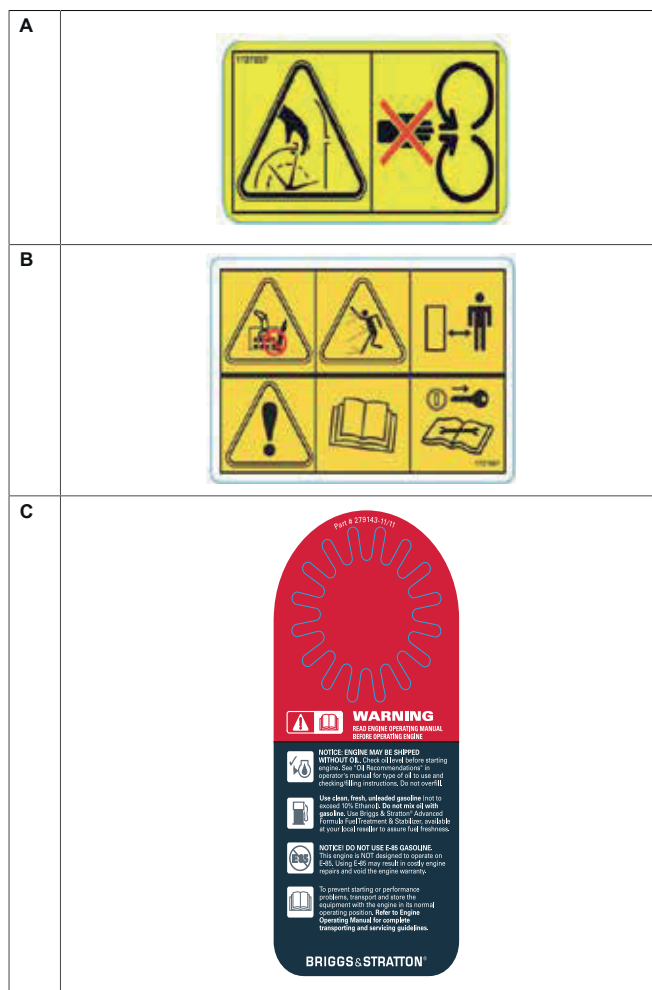 A
B
C
Part # 279143-11/11
WARNING
READ ENGINE OPERATING MANUAL
BEFORE OPERATING ENGINE
NOTICE: ENGINE MAY BE SHIPPED
WITHOUT OIL. Check oil level before starting
engine. See "Oil Recommendations" in
operator's manual for type of oil to use and
checking/filling instructions. Do not overfill.
Use clean, fresh, unleaded gasoline (not to
exceed 10% Ethanol). Do not mix oil with
gasoline. Use Briggs & Stratton® Advanced
Formula Fuel Treatment & Stabilizer, available
at your local reseller to assure fuel freshness.
E85
NOTICE! DO NOT USE E-85 GASOLINE.
This engine is NOT designed to operate on
E-85. Using E-85 may result in costly engine
repairs and void the engine warranty.
To prevent starting or performance
problems, transport and store the
equipment with the engine in its normal
operating position. Refer to Engine
Operating Manual for complete
transporting and servicing guidelines.
BRIGGS&STRATTON®